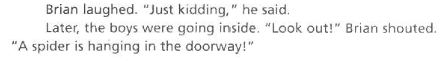 Brian laughed. “Just kidding,” he said.
Later, the boys were going inside. “Look out!” Brian shouted.
“A spider is hanging in the doorway!”